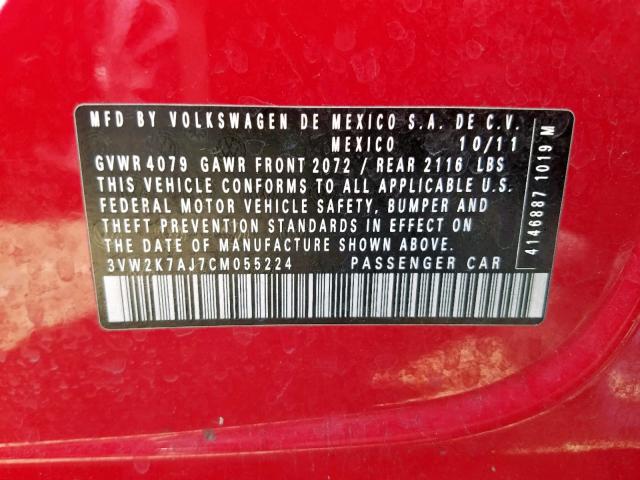 MFD BY VOLKSWAGEN DE MEXICO S.A. DE C.V.
MEXICO 10/11
GVWR 4079 GAWR FRONT 2072 / REAR 2116 LBS
THIS VEHICLE CONFORMS TO ALL APPLICABLE U.S.
FEDERAL MOTOR VEHICLE SAFETY, BUMPER AND
THEFT PREVENTION STANDARDS IN EFFECT ON
THE DATE OF MANUFACTURE SHOWN ABOVE.
3VW2K7AJ7CM055224 PASSENGER CAR
4146887 1019 M